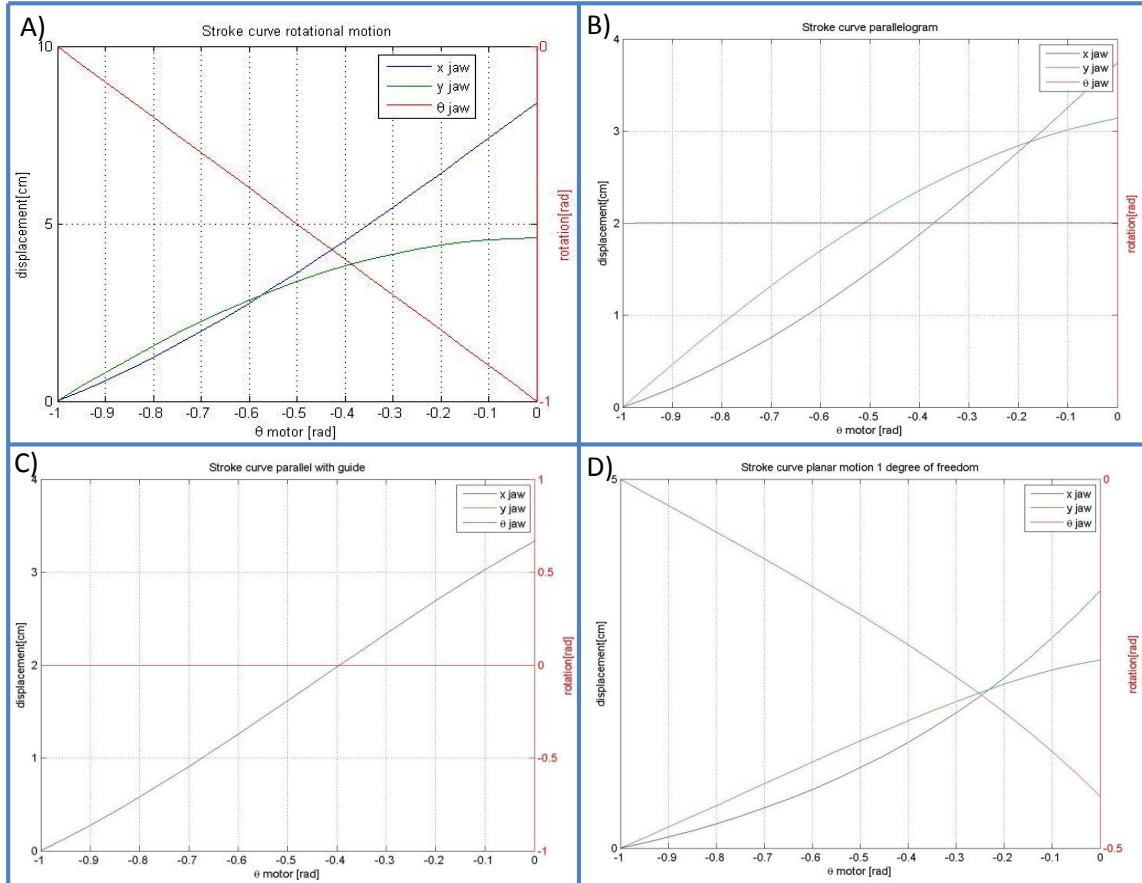 A)
Stroke curve rotational motion
x jaw
y jaw
θ jaw
10
5
0
displacement[cm]
0
-1
rotation[rad]
-1 -0.9 -0.8 -0.7 -0.6 -0.5 -0.4 -0.3 -0.2 -0.1 0
θ motor [rad]
B)
Stroke curve parallelogram
x jaw
y jaw
θ jaw
4
3
2
1
0
displacement[cm]
rotation[rad]
-1 -0.9 -0.8 -0.7 -0.6 -0.5 -0.4 -0.3 -0.2 -0.1 0
θ motor [rad]
C)
Stroke curve parallel with guide
x jaw
y jaw
θ jaw
4
3
2
1
0
displacement[cm]
1
0.5
0
-0.5
-1
rotation[rad]
-1 -0.9 -0.8 -0.7 -0.6 -0.5 -0.4 -0.3 -0.2 -0.1 0
θ motor [rad]
D)
Stroke curve planar motion 1 degree of freedom
x jaw
y jaw
θ jaw
5
0
displacement[cm]
0
-0.5
rotation[rad]
-1 -0.9 -0.8 -0.7 -0.6 -0.5 -0.4 -0.3 -0.2 -0.1 0
θ motor [rad]